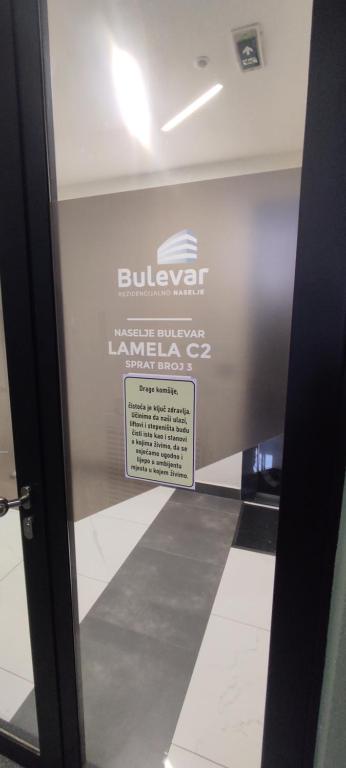 Bulevar
REZIDENCIJALNO NASELJE
NASELJE BULEVAR
LAMELA C2
SPRAT BROJ 3
Drage komšije,
čistoća je ključ zdravlja.
Učinimo da naši ulazi,
liftovi i stepeništa budu
čisti isto kao i stanovi
u kojima živimo, da se
osjećamo ugodno i
lijepo u ambijentu
mjesta u kojem živimo.